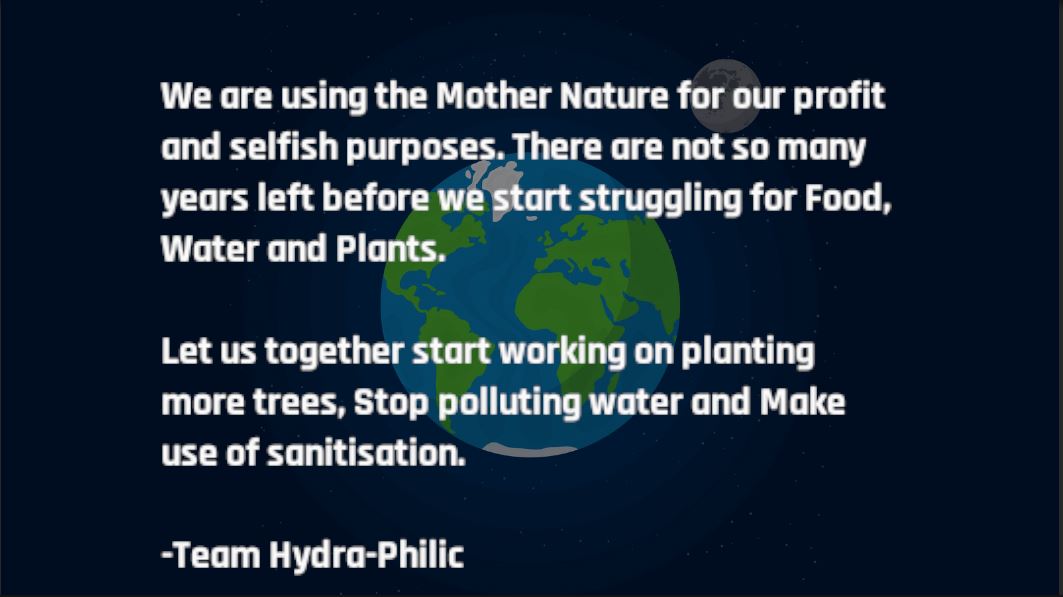 We are using the Mother Nature for our profit
and selfish purposes. There are not so many
years left before we start struggling for Food,
Water and Plants.
Let us together start working on planting
more trees, Stop polluting water and Make
use of sanitisation.
-Team Hydra-Philic